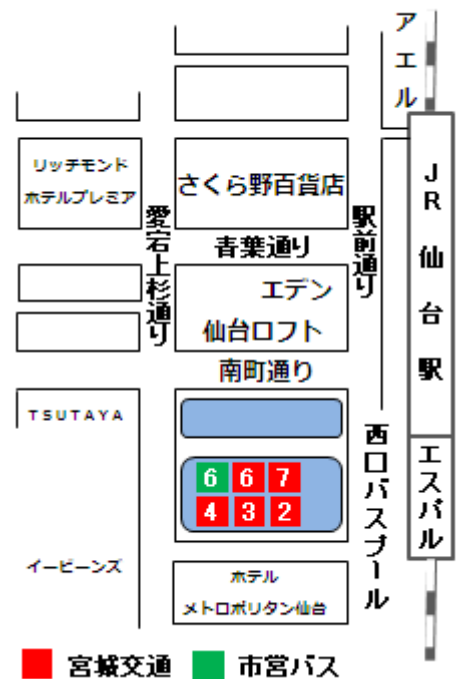 アエル
リッチモンド
ホテルプレミア
さくら野百貨店
JR仙台駅
愛宕上杉通り
駅前通り
青葉通り
エデン
仙台ロフト
南町通り
TSUTAYA
西口バスプール
エスパル
6 6 7
4 3 2
イービーンズ
ホテル
メトロポリタン仙台
宮城交通 市営バス